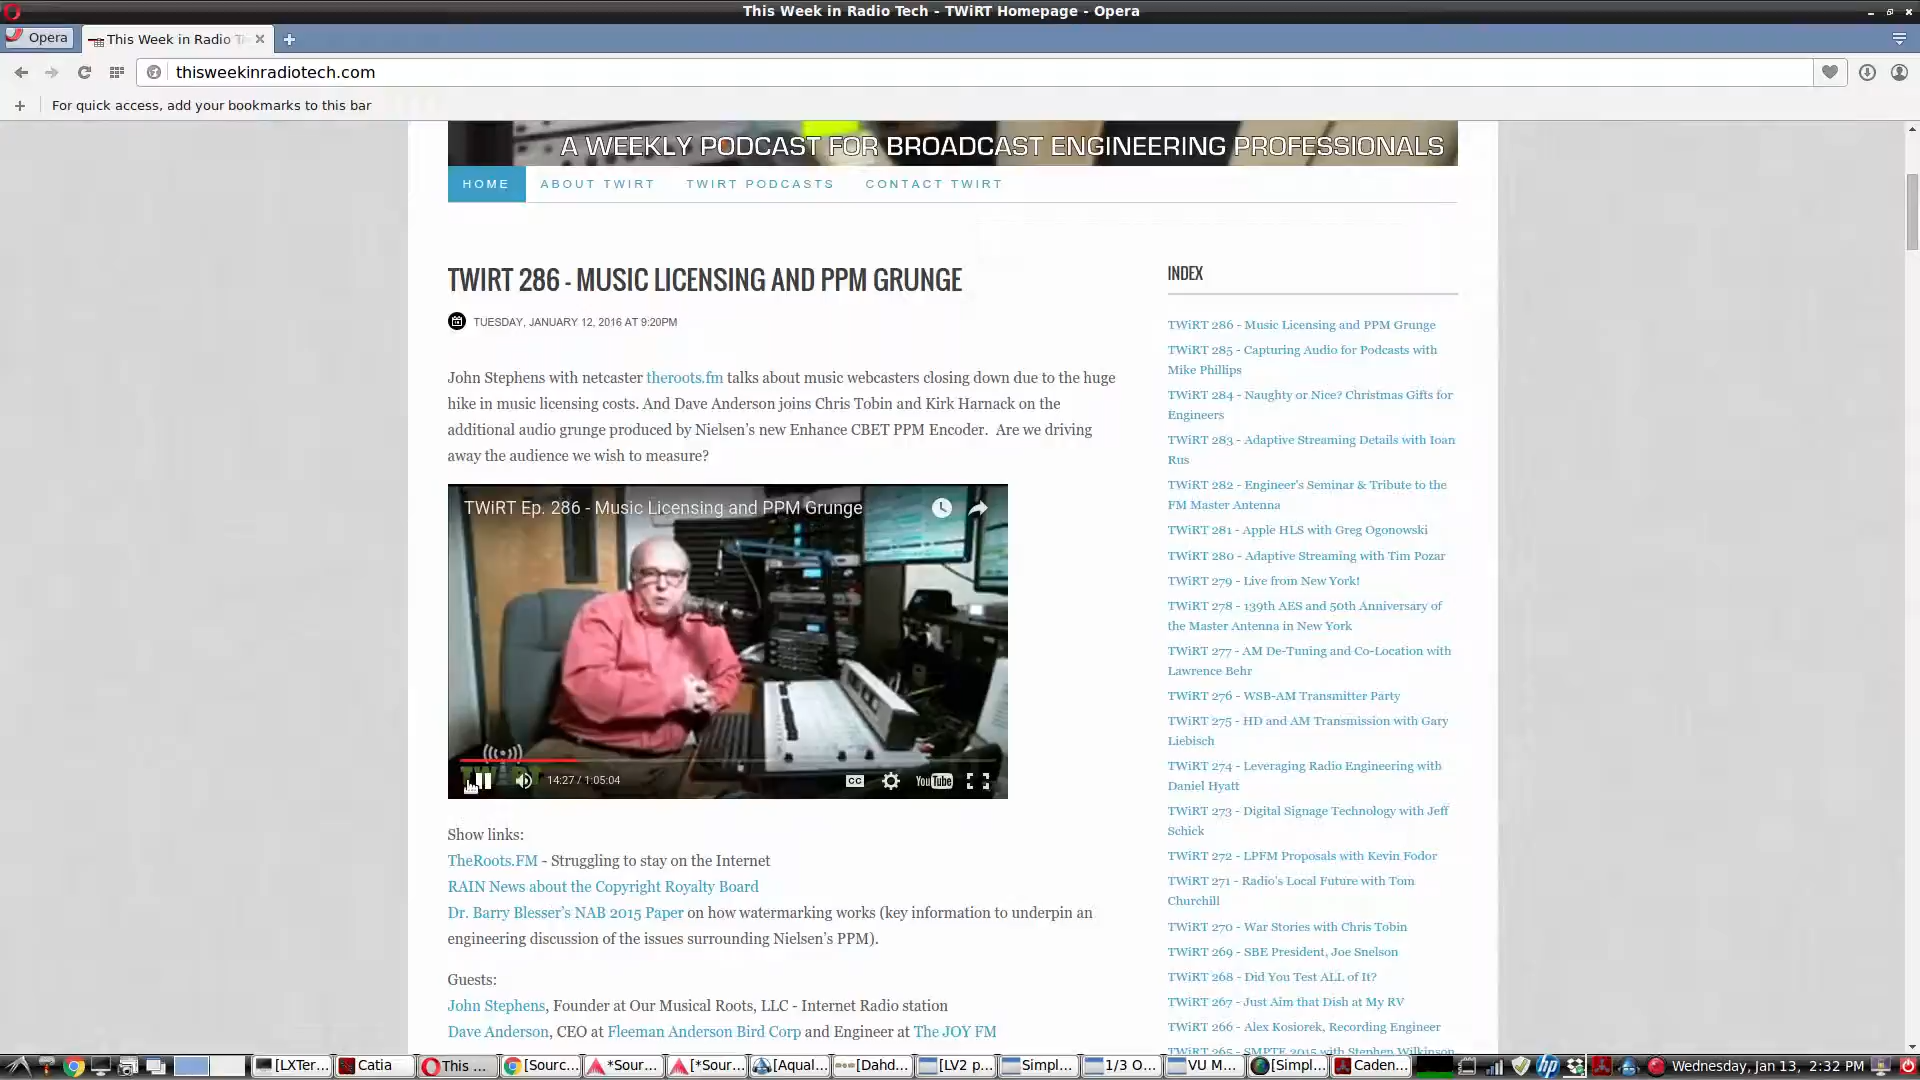 This Week in Radio Tech - TWiRT Homepage - Opera
Opera
This Week in Radio Te
thisweekinradiotech.com
For quick access, add your bookmarks to this bar
A WEEKLY PODCAST FOR BROADCAST ENGINEERING PROFESSIONALS
HOME ABOUT TWIRT TWIRT PODCASTS CONTACT TWIRT
TWIRT 286 - MUSIC LICENSING AND PPM GRUNGE
TUESDAY, JANUARY 12, 2016 AT 9:20PM
John Stephens with netcaster theroots.fm talks about music webcasters closing down due to the huge
hike in music licensing costs. And Dave Anderson joins Chris Tobin and Kirk Harnack on the
additional audio grunge produced by Nielsen's new Enhance CBET PPM Encoder. Are we driving
away the audience we wish to measure?
TWiRT Ep. 286 - Music Licensing and PPM Grunge
14:27 / 1:05:04
CC
YouTube
Show links:
TheRoots.FM - Struggling to stay on the Internet
RAIN News about the Copyright Royalty Board
Dr. Barry Blesser's NAB 2015 Paper on how watermarking works (key information to underpin an
engineering discussion of the issues surrounding Nielsen's PPM).
Guests:
John Stephens, Founder at Our Musical Roots, LLC - Internet Radio station
Dave Anderson, CEO at Fleeman Anderson Bird Corp and Engineer at The JOY FM
INDEX
TWiRT 286 - Music Licensing and PPM Grunge
TWiRT 285 - Capturing Audio for Podcasts with
Mike Phillips
TWiRT 284 - Naughty or Nice? Christmas Gifts for
Engineers
TWiRT 283 - Adaptive Streaming Details with Ioan
Rus
TWiRT 282 - Engineer's Seminar & Tribute to the
FM Master Antenna
TWiRT 281 - Apple HLS with Greg Ogonowski
TWiRT 280 - Adaptive Streaming with Tim Pozar
TWiRT 279 - Live from New York!
TWiRT 278 - 139th AES and 50th Anniversary of
the Master Antenna in New York
TWiRT 277 - AM De-Tuning and Co-Location with
Lawrence Behr
TWiRT 276 - WSB-AM Transmitter Party
TWiRT 275 - HD and AM Transmission with Gary
Liebisch
TWiRT 274 - Leveraging Radio Engineering with
Daniel Hyatt
TWiRT 273 - Digital Signage Technology with Jeff
Schick
TWiRT 272 - LPFM Proposals with Kevin Fodor
TWiRT 271 - Radio's Local Future with Tom
Churchill
TWiRT 270 - War Stories with Chris Tobin
TWiRT 269 - SBE President, Joe Snelson
TWiRT 268 - Did You Test ALL of It?
TWiRT 267 - Just Aim that Dish at My RV
TWiRT 266 - Alex Kosiorek, Recording Engineer
TWiRT 265 - SMPTE 2015 with Stephen Wilkinson
[LXTer... Catia This ... [Sourc... *Sour... [*Sour... [Aqual... [Dahd... [LV2 p... Simpl... 1/3 O... VU M... [Simpl... Caden... hp Wednesday, Jan 13, 2:32 PM